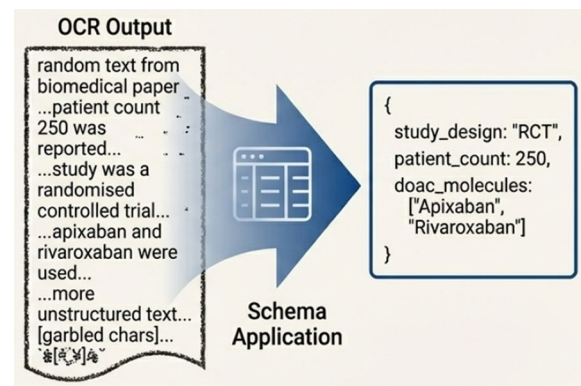 OCR Output
random text from
biomedical paper
...patient count
250 was
reported...
...study was a
randomised
controlled trial...
...apixaban and
rivaroxaban were
used...
...more
unstructured text...
[garbled chars]...
Schema
Application
{
study_design: "RCT",
patient_count: 250,
doac_molecules:
["Apixaban",
"Rivaroxaban"]
}